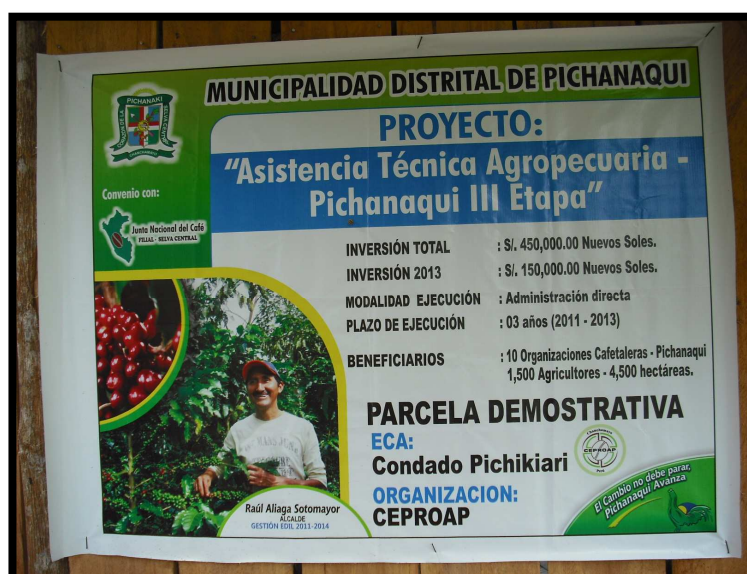 MUNICIPALIDAD DISTRITAL DE PICHANAQUI
PICHANAKI
PROYECTO:
"Asistencia Técnica Agropecuaria -
Pichanaqui III Etapa"
Convenio con:
Junta Nacional del Café
FILIAL - SELVA CENTRAL
INVERSIÓN TOTAL : S/. 450,000.00 Nuevos Soles.
INVERSIÓN 2013 : S/. 150,000.00 Nuevos Soles.
MODALIDAD EJECUCIÓN : Administración directa
PLAZO DE EJECUCIÓN : 03 años (2011 - 2013)
BENEFICIARIOS : 10 Organizaciones Cafetaleras - Pichanaqui
1,500 Agricultores - 4,500 hectáreas.
PARCELA DEMOSTRATIVA
ECA:
Condado Pichikiari
CEPROAP
ORGANIZACION:
CEPROAP
Raúl Aliaga Sotomayor
ALCALDE
GESTIÓN EDIL 2011-2014
El Cambio no debe parar,
Pichanaqui Avanza